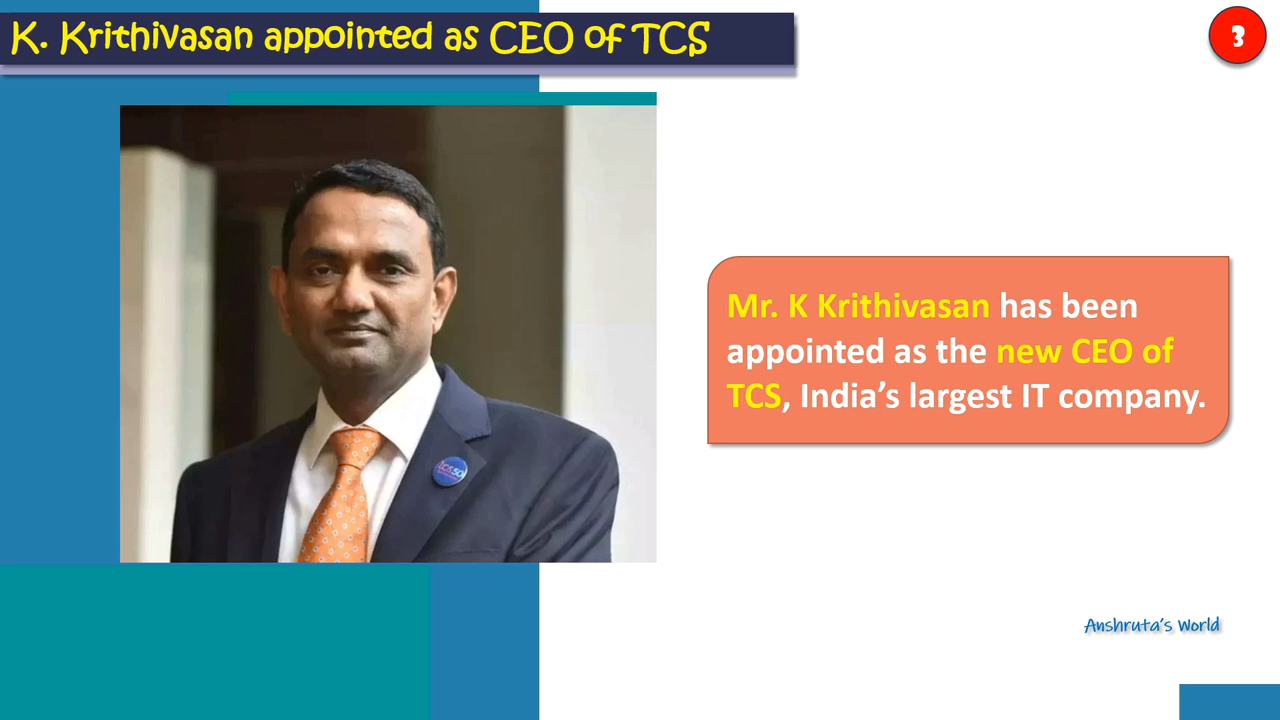 K. Krithivasan appointed as CEO of TCS
3
Mr. K Krithivasan has been
appointed as the new CEO of
TCS, India’s largest IT company.
Anshruta's World